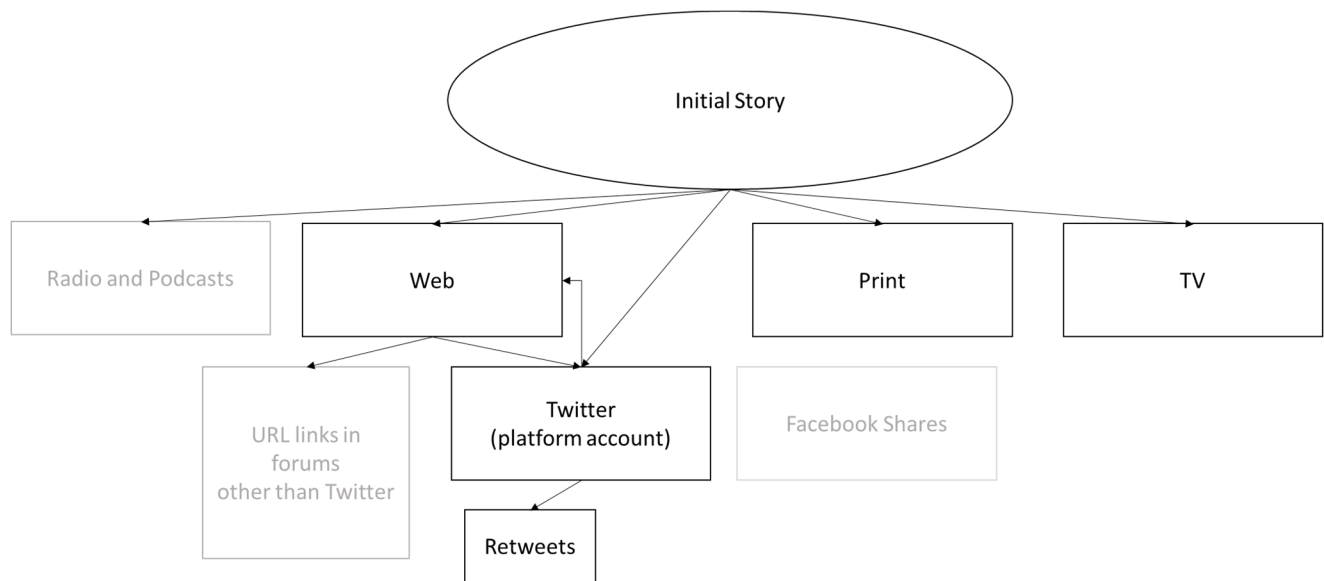 Initial Story
Radio and Podcasts
Web
Print
TV
URL links in
forums
other than Twitter
Twitter
(platform account)
Facebook Shares
Retweets